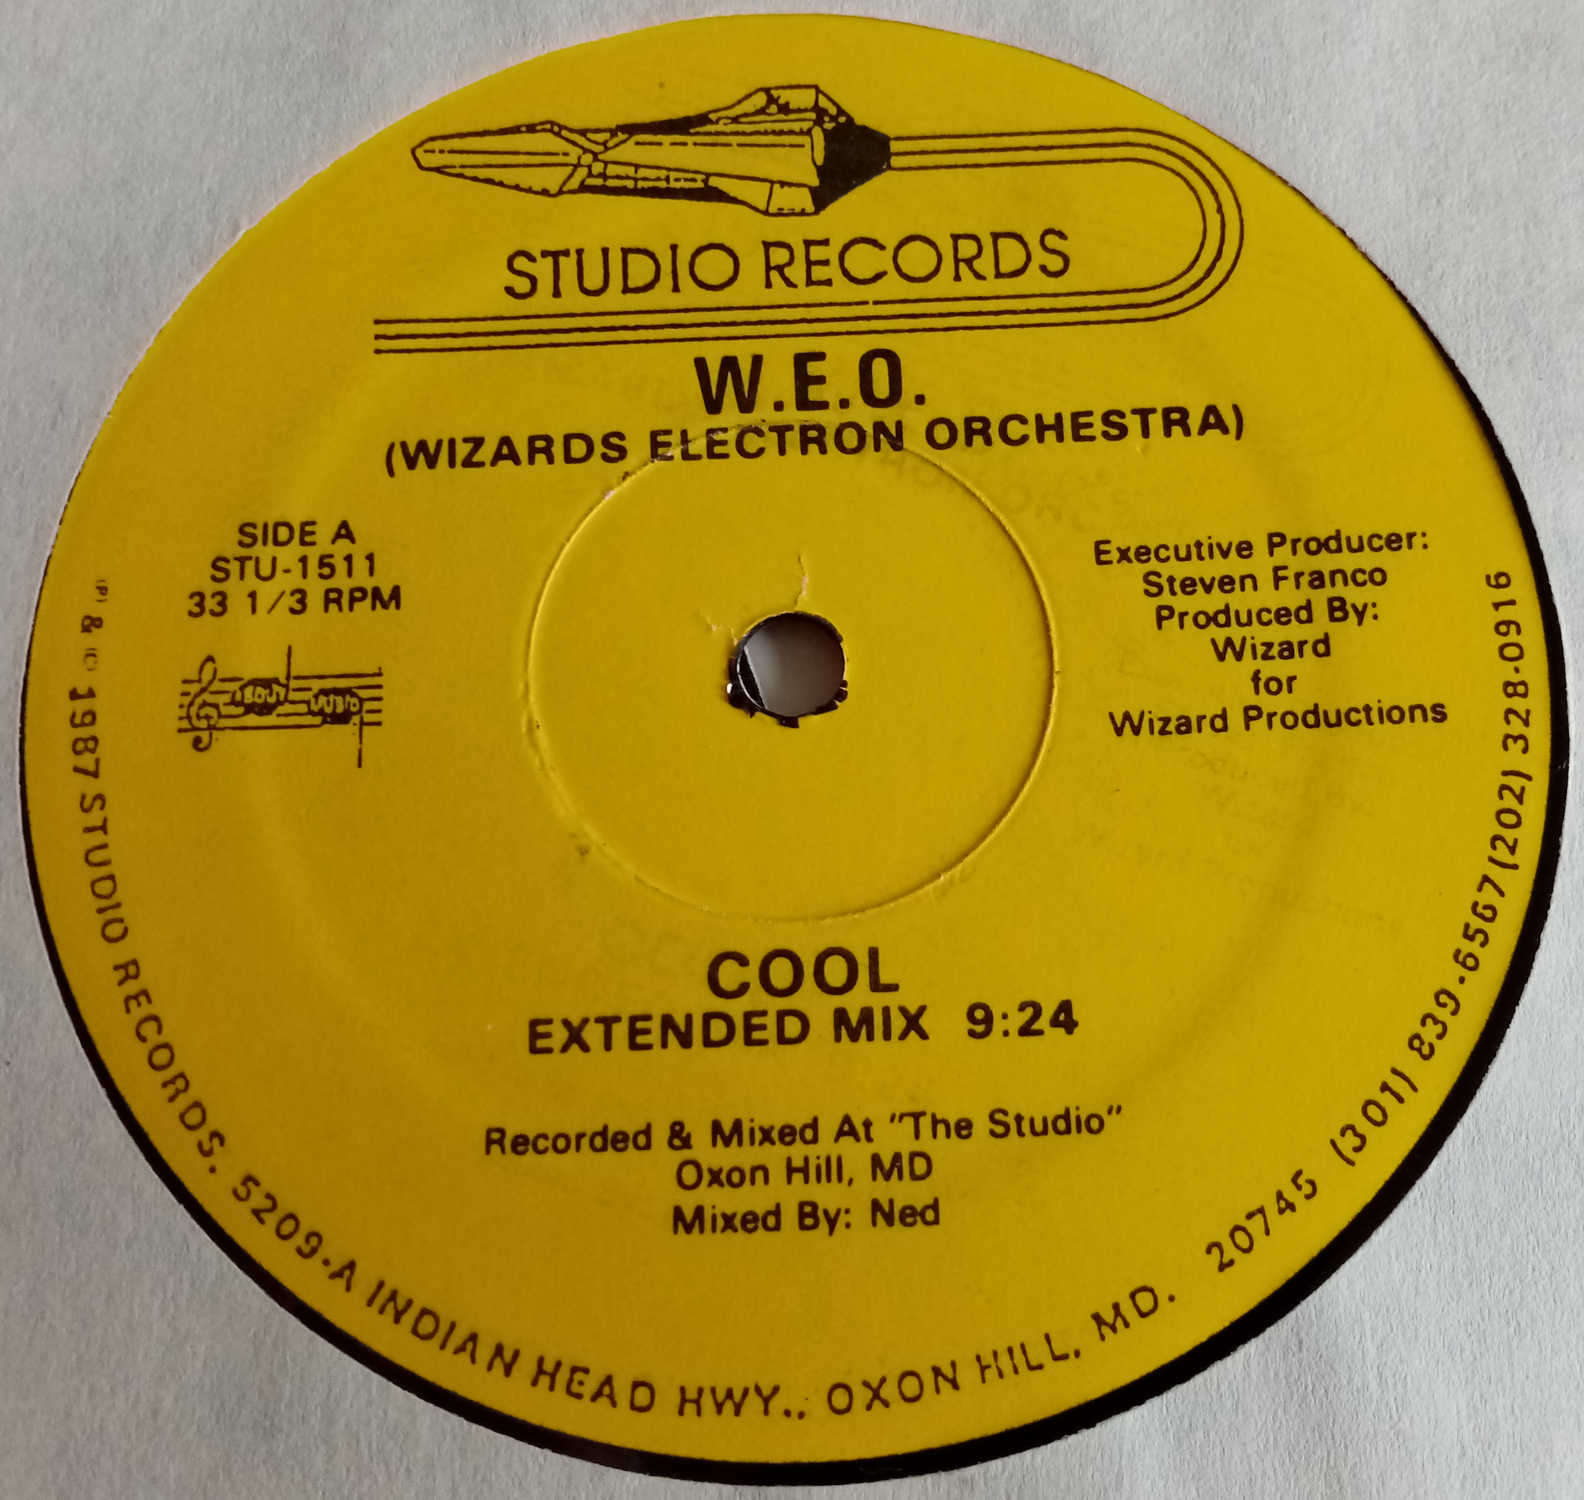 STUDIO RECORDS
W.E.O.
(WIZARDS ELECTRON ORCHESTRA)
SIDE A
STU-1511
33 1/3 RPM
ABOUT MUSIC
Executive Producer:
Steven Franco
Produced By:
Wizard
for
Wizard Productions
COOL
EXTENDED MIX 9:24
Recorded & Mixed At "The Studio"
Oxon Hill, MD
Mixed By: Ned
(P) & (C) 1987 STUDIO RECORDS. 5209-A INDIAN HEAD HWY., OXON HILL, MD. 20745 (301) 839-6567 (202) 328-0916